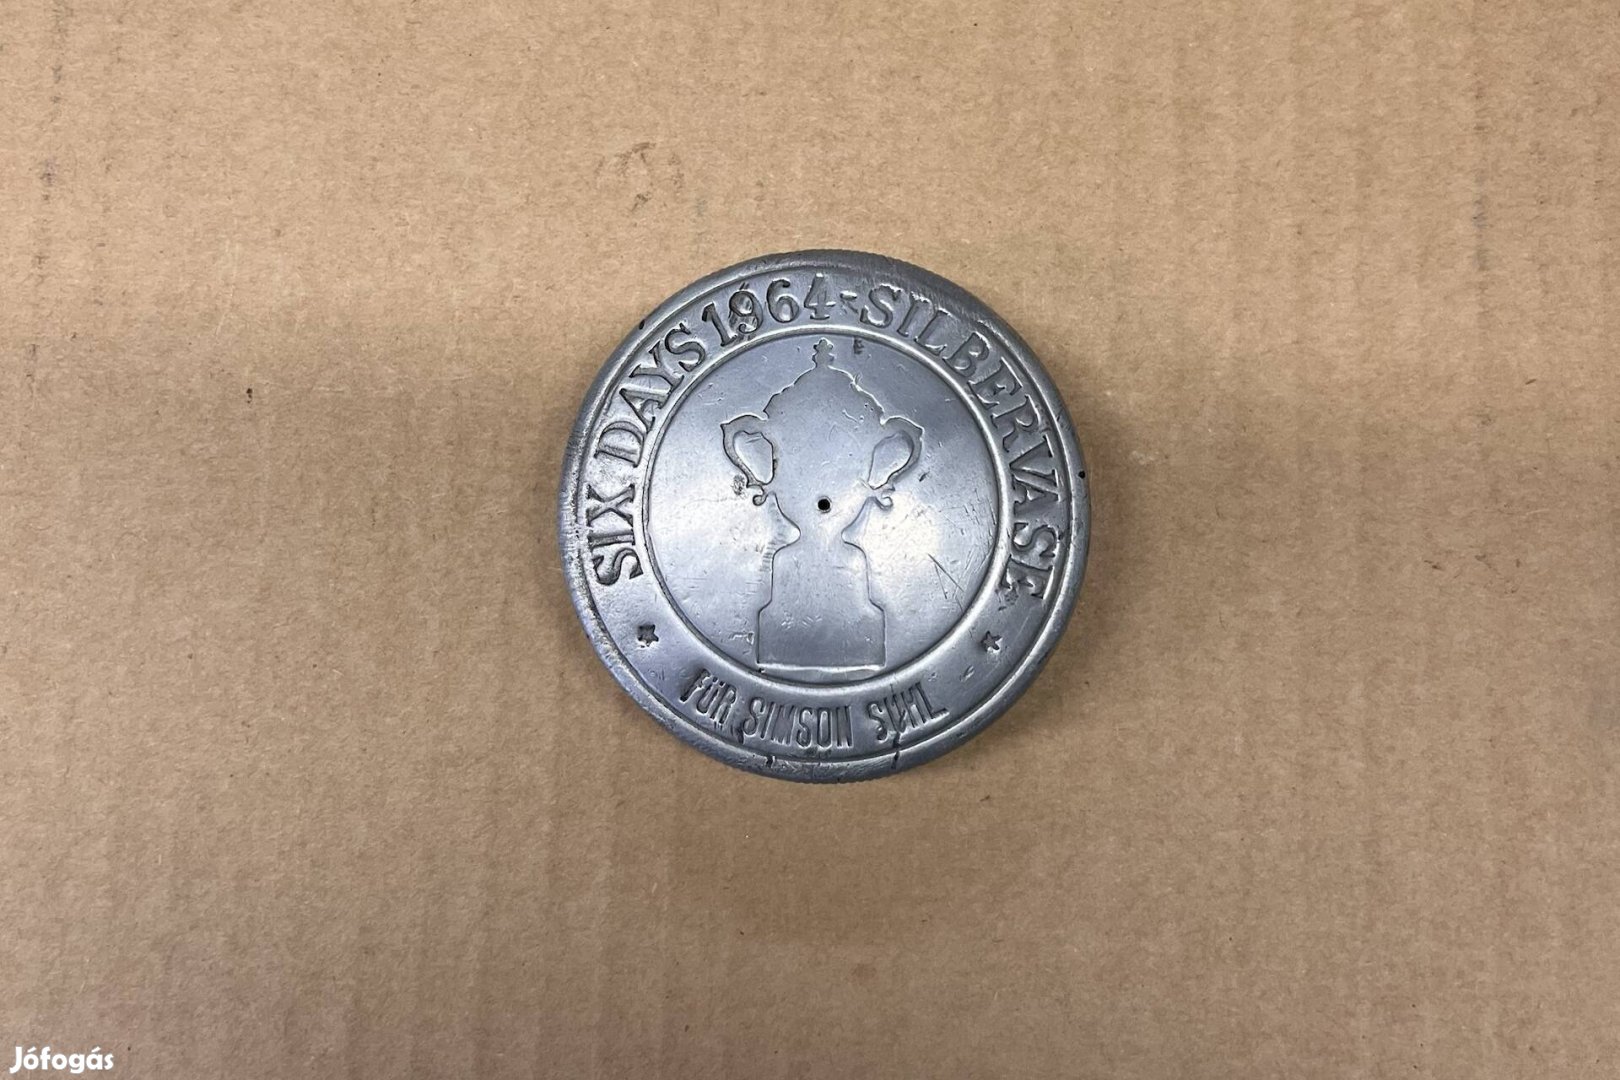 SIX DAYS 1964-SILBERVASE
FÜR SIMSON SUHL
Jófogás